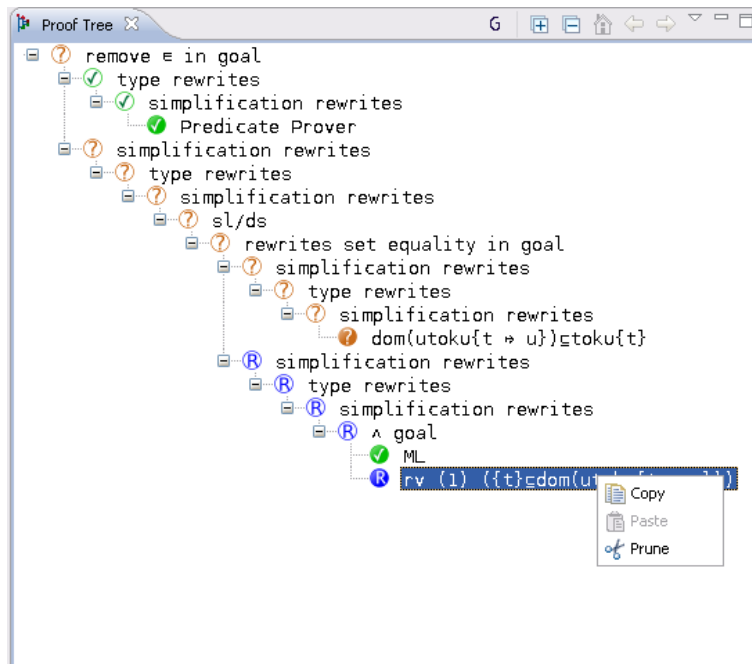 Proof Tree
G
remove ∈ in goal
type rewrites
simplification rewrites
Predicate Prover
simplification rewrites
type rewrites
simplification rewrites
sl/ds
rewrites set equality in goal
simplification rewrites
type rewrites
simplification rewrites
dom(utoku{t ↦ u})⊆toku{t}
simplification rewrites
type rewrites
simplification rewrites
∧ goal
ML
rv (1) ({t}⊆dom(ut
Copy
Paste
Prune